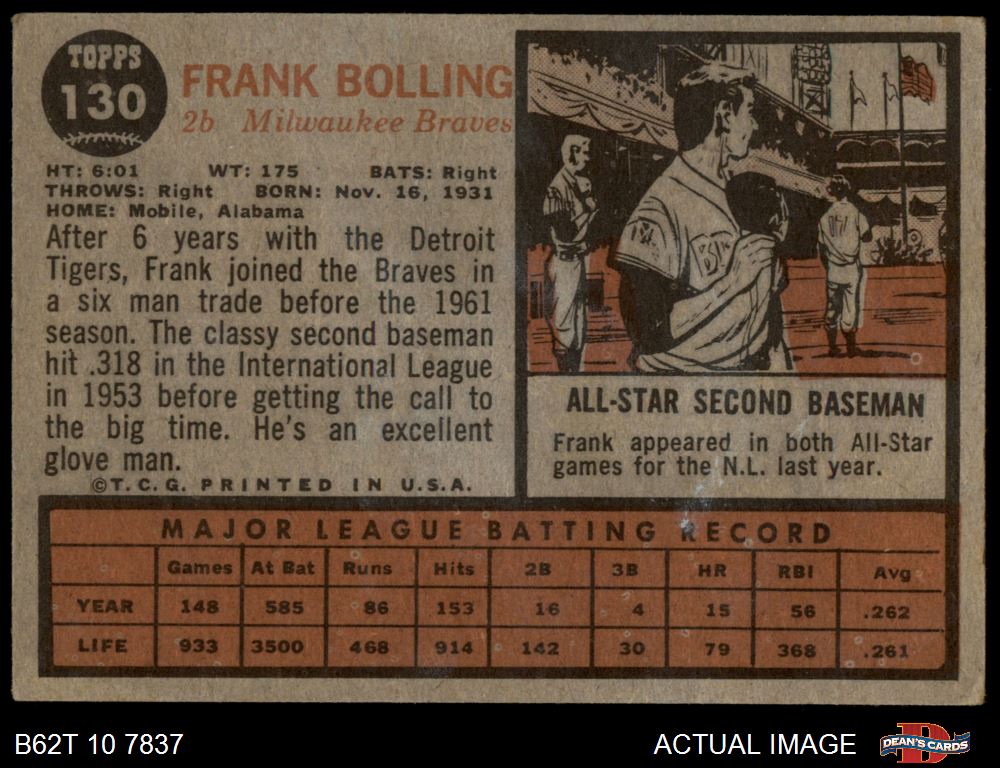 TOPPS
130
FRANK BOLLING
2b Milwaukee Braves
HT: 6:01 WT: 175 BATS: Right
THROWS: Right BORN: Nov. 16, 1931
HOME: Mobile, Alabama
After 6 years with the Detroit
Tigers, Frank joined the Braves in
a six man trade before the 1961
season. The classy second baseman
hit .318 in the International League
in 1953 before getting the call to
the big time. He's an excellent
glove man.
©T.C.G. PRINTED IN U.S.A.
ALL-STAR SECOND BASEMAN
Frank appeared in both All-Star
games for the N.L. last year.
MAJOR LEAGUE BATTING RECORD
Games At Bat Runs Hits 2B 3B HR RBI Avg
YEAR 148 585 86 153 16 4 15 56 .262
LIFE 933 3500 468 914 142 30 79 368 .261
B62T 10 7837
ACTUAL IMAGE
DEAN'S CARDS